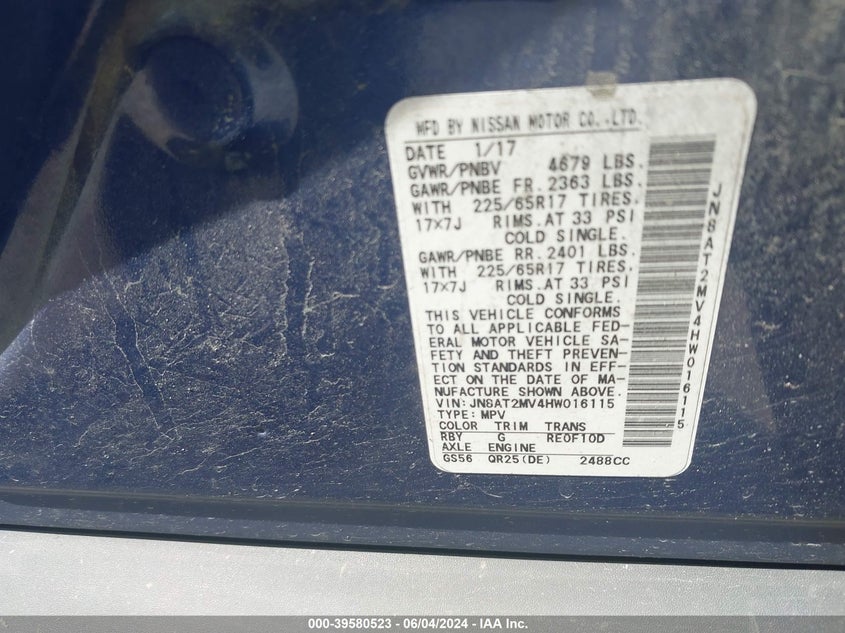 MFD BY NISSAN MOTOR CO.,LTD.
DATE 1/17
GVWR/PNBV 4679 LBS.
GAWR/PNBE FR. 2363 LBS.
WITH 225/65R17 TIRES.
17×7J RIMS.AT 33 PSI
COLD SINGLE.
GAWR/PNBE RR. 2401 LBS.
WITH 225/65R17 TIRES.
17×7J RIMS.AT 33 PSI
COLD SINGLE.
THIS VEHICLE CONFORMS
TO ALL APPLICABLE FED-
ERAL MOTOR VEHICLE SA-
FETY AND THEFT PREVEN-
TION STANDARDS IN EFF-
ECT ON THE DATE OF MA-
NUFACTURE SHOWN ABOVE.
VIN:JN8AT2MV4HW016115
TYPE:MPV
COLOR TRIM TRANS
RBY G RE0F10D
AXLE ENGINE
GS56 QR25(DE) 2488CC
JN8AT2MV4HW016115
000-39580523 - 06/04/2024 - IAA Inc.